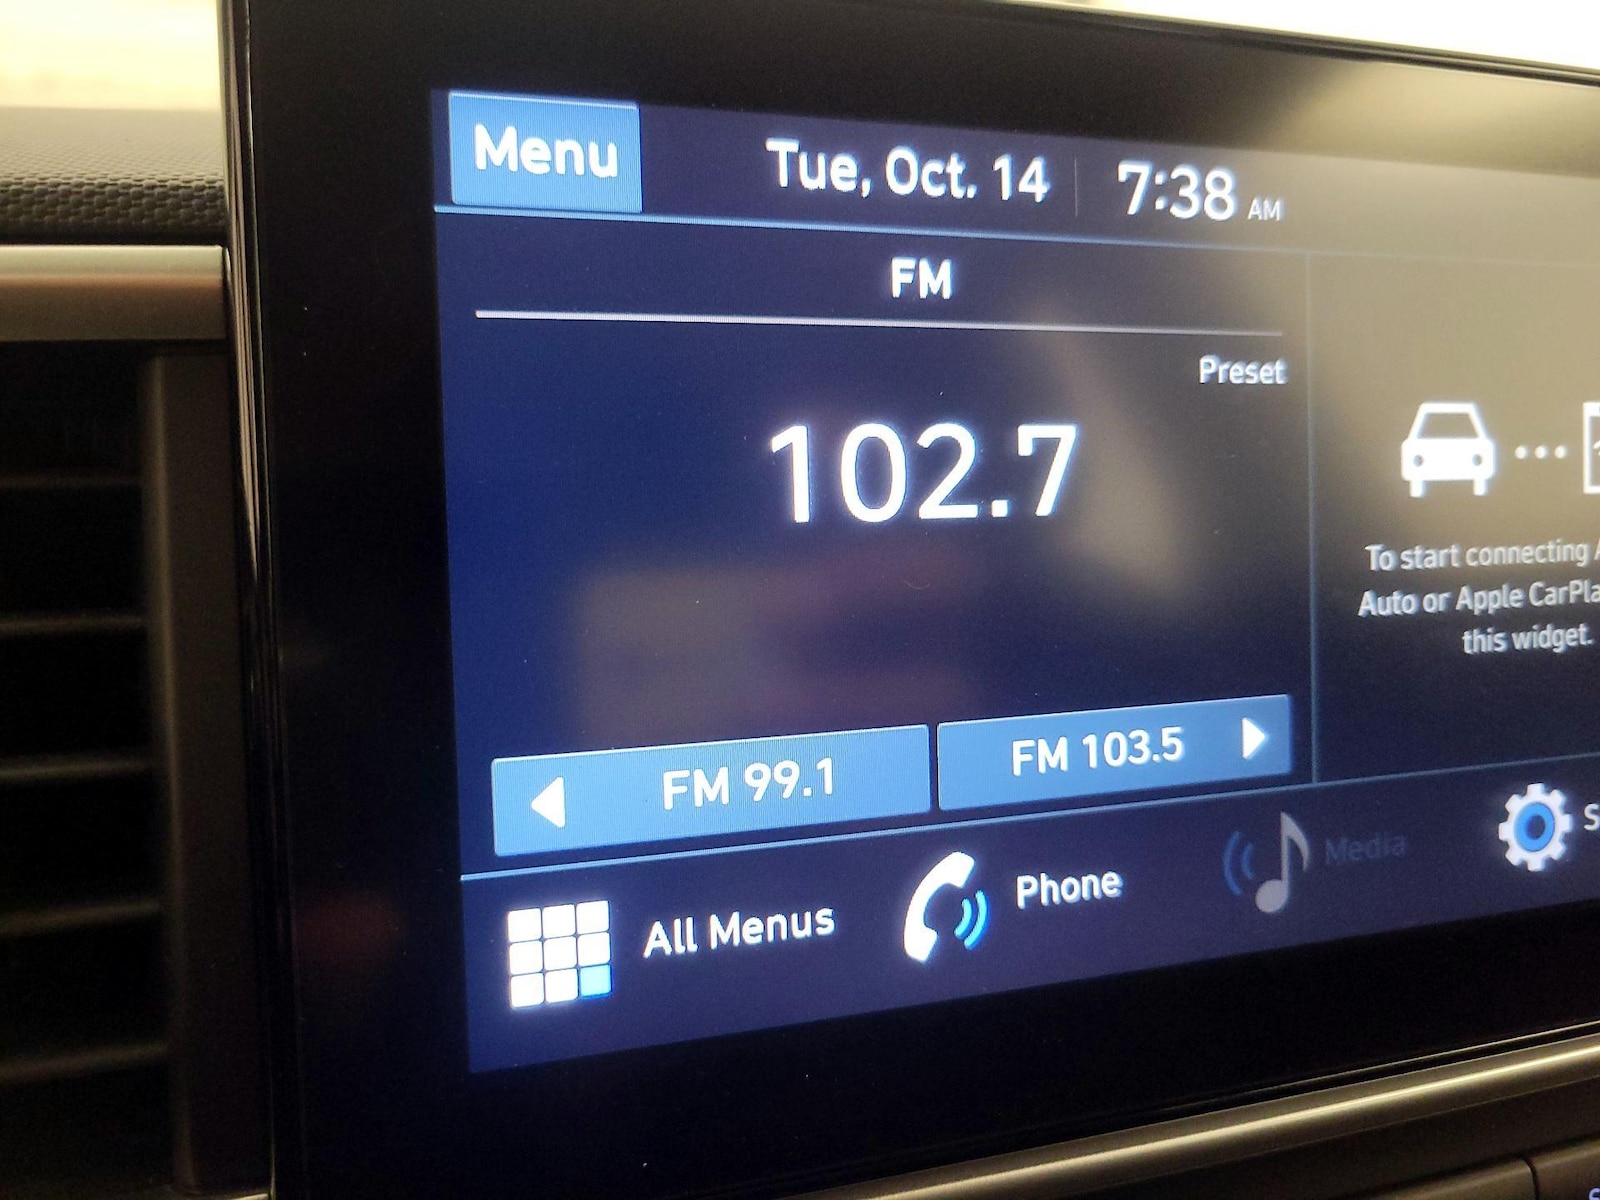 Menu
Tue, Oct. 14
7:38 AM
FM
Preset
102.7
To start connecting
Auto or Apple
this widget.
FM 99.1
FM 103.5
All Menus
Phone
Media